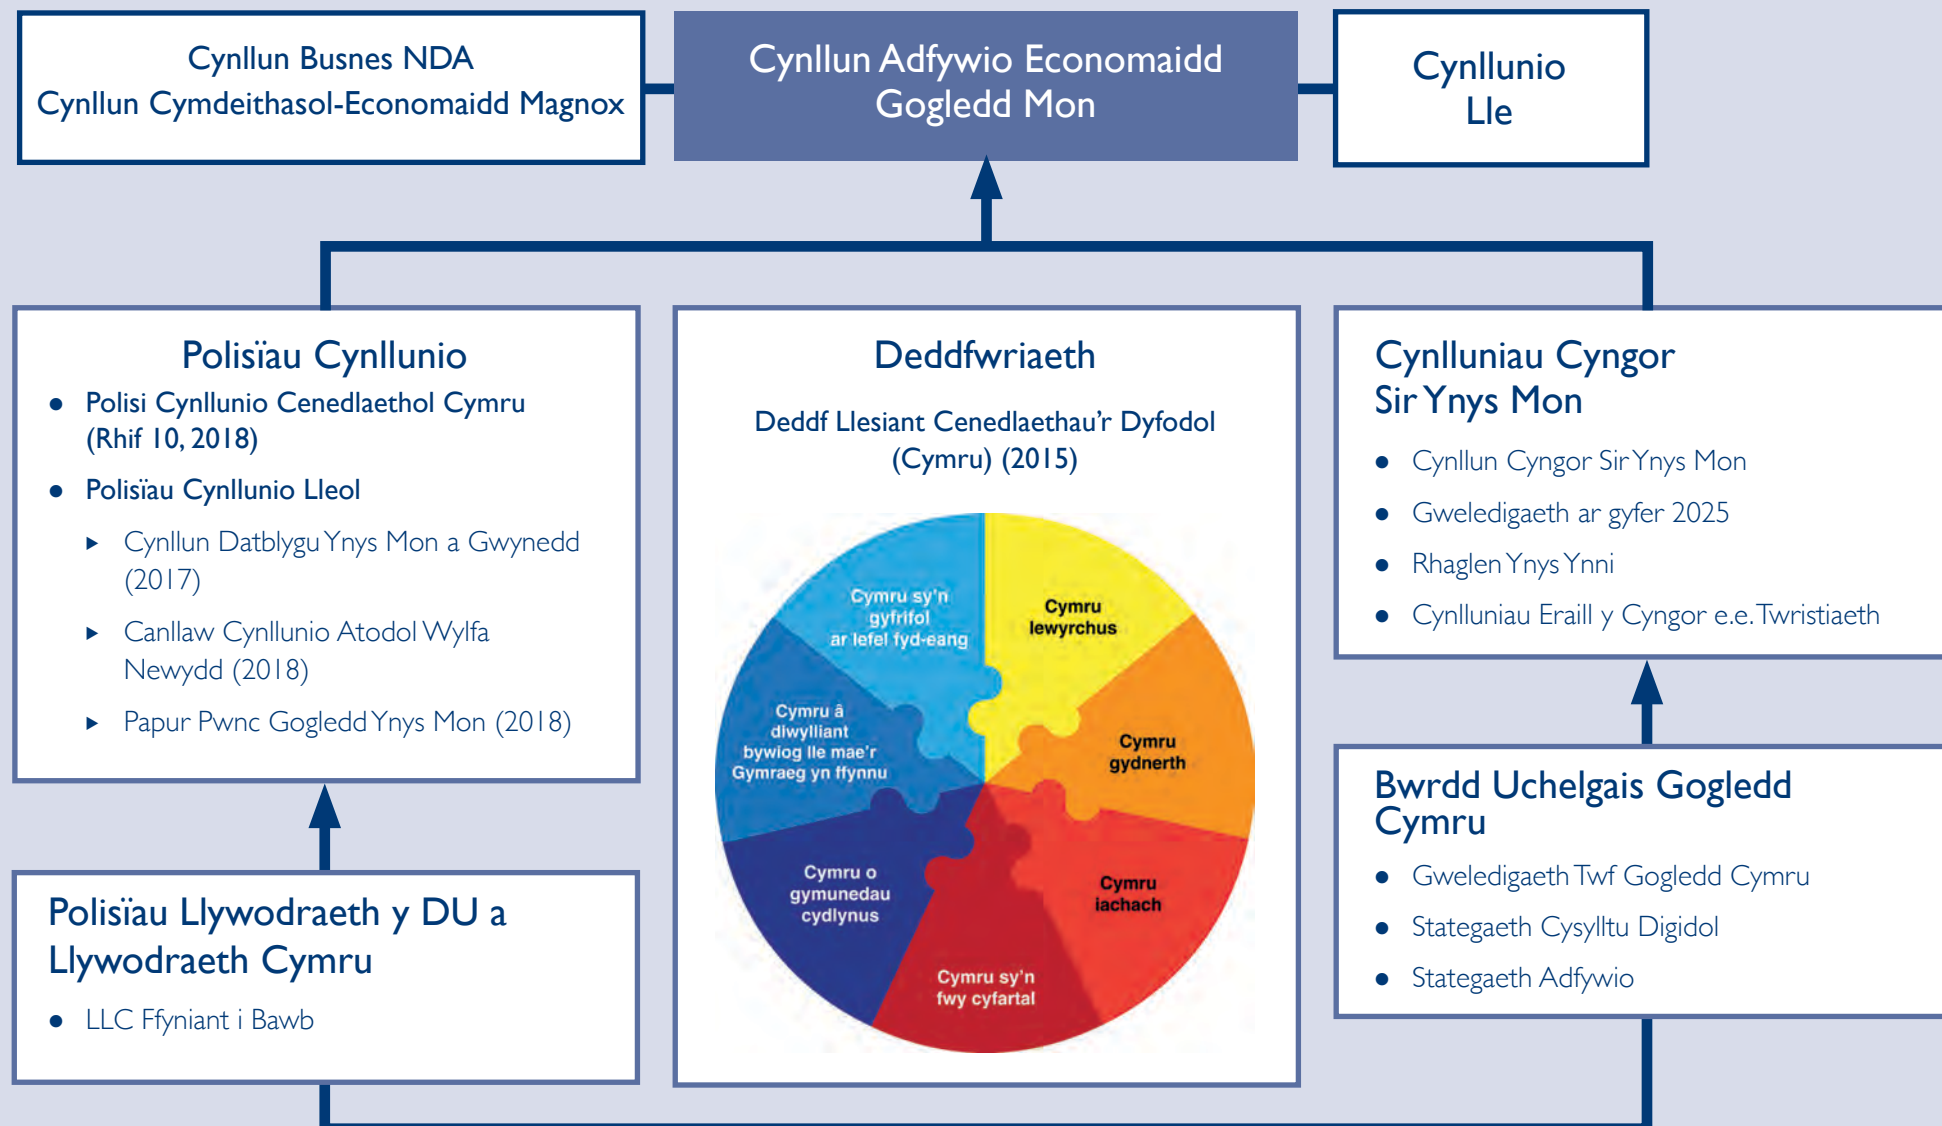 Cynllun Busnes NDA
Cynllun Cymdeithasol-Economaidd Magnox
Cynllun Adfywio Economaidd
Gogledd Mon
Cynllunio
Lle
Polisïau Cynllunio
● Polisi Cynllunio Cenedlaethol Cymru
(Rhif 10, 2018)
● Polisïau Cynllunio Lleol
▶ Cynllun Datblygu Ynys Mon a Gwynedd
(2017)
▶ Canllaw Cynllunio Atodol Wylfa
Newydd (2018)
▶ Papur Pwnc Gogledd Ynys Mon (2018)
Polisïau Llywodraeth y DU a
Llywodraeth Cymru
● LLC Ffyniant i Bawb
Deddfwriaeth
Deddf Llesiant Cenedlaethau'r Dyfodol
(Cymru) (2015)
Cymru
lewyrchus
Cymru
gydnerth
Cymru
iachach
Cymru sy'n
fwy cyfartal
Cymru o
gymunedau
cydlynus
Cymru â
diwylliant
bywiog lle mae'r
Gymraeg yn ffynnu
Cymru sy'n
gyfrifol
ar lefel fyd-eang
Cynlluniau Cyngor
Sir Ynys Mon
● Cynllun Cyngor Sir Ynys Mon
● Gweledigaeth ar gyfer 2025
● Rhaglen Ynys Ynni
● Cynlluniau Eraill y Cyngor e.e. Twristiaeth
Bwrdd Uchelgais Gogledd
Cymru
● Gweledigaeth Twf Gogledd Cymru
● Stategaeth Cysylltu Digidol
● Stategaeth Adfywio